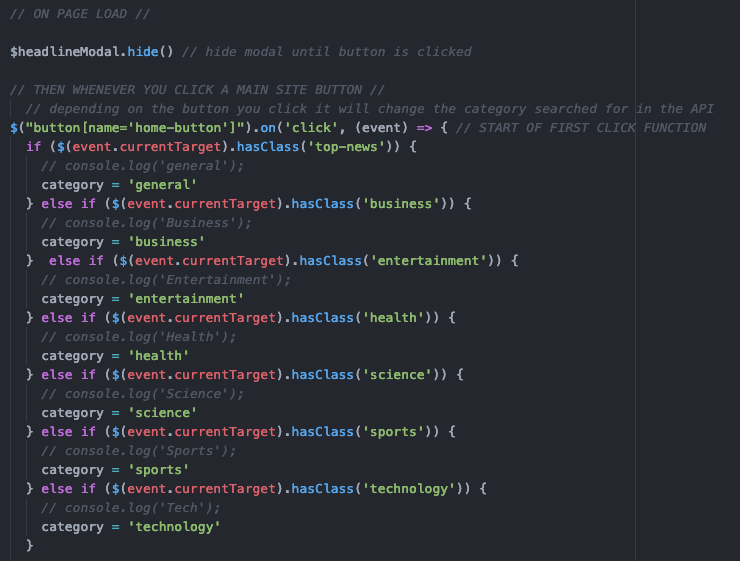 // ON PAGE LOAD //
$headlineModal.hide() // hide modal until button is clicked
// THEN WHENEVER YOU CLICK A MAIN SITE BUTTON //
// depending on the button you click it will change the category searched for in the API
$("button[name='home-button']").on('click', (event) => { // START OF FIRST CLICK FUNCTION
if ($(event.currentTarget).hasClass('top-news')) {
// console.log('general');
category = 'general'
} else if ($(event.currentTarget).hasClass('business')) {
// console.log('Business');
category = 'business'
}  else if ($(event.currentTarget).hasClass('entertainment')) {
// console.log('Entertainment');
category = 'entertainment'
} else if ($(event.currentTarget).hasClass('health')) {
// console.log('Health');
category = 'health'
} else if ($(event.currentTarget).hasClass('science')) {
// console.log('Science');
category = 'science'
} else if ($(event.currentTarget).hasClass('sports')) {
// console.log('Sports');
category = 'sports'
} else if ($(event.currentTarget).hasClass('technology')) {
// console.log('Tech');
category = 'technology'
}